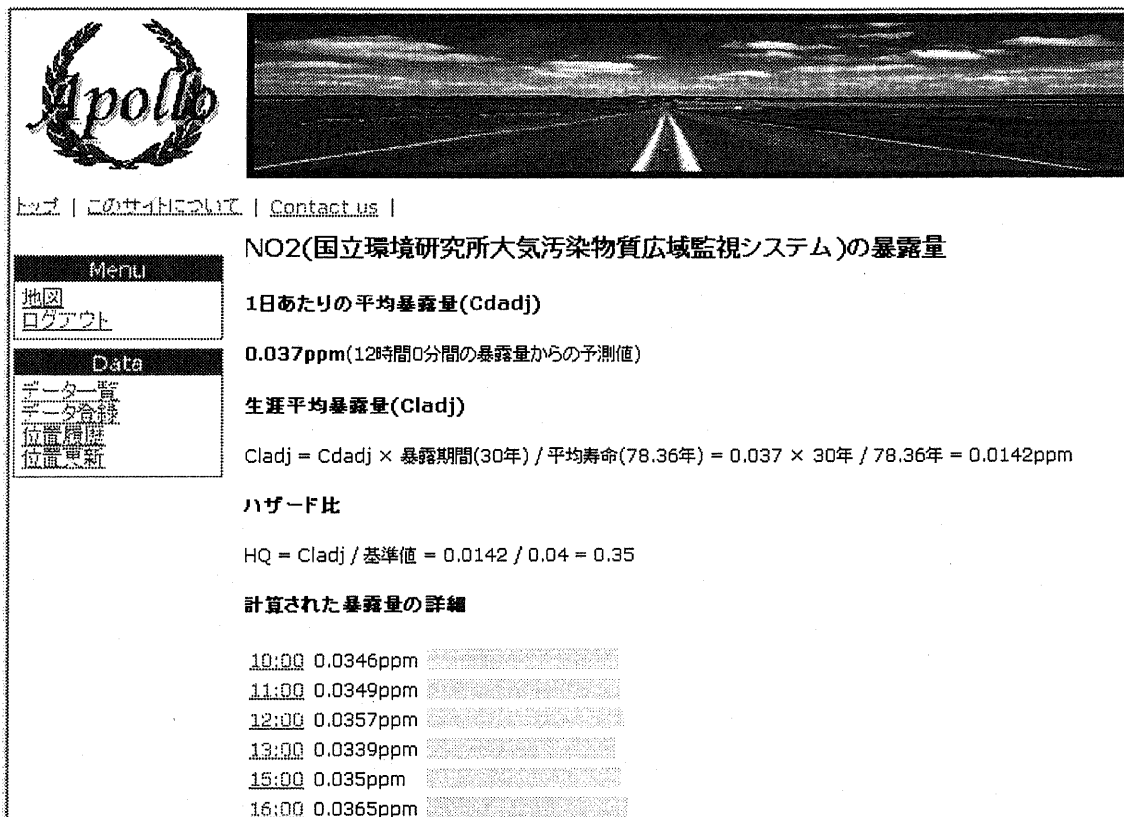 Apollo
トップ | このサイトについて | Contact us |
Menu
地図
ログアウト
Data
データ一覧
データ登録
位置履歴
位置更新
NO2(国立環境研究所大気汚染物質広域監視システム)の暴露量
1日あたりの平均暴露量(Cdadj)
0.037ppm(12時間0分間の暴露量からの予測値)
生涯平均暴露量(Cladj)
Cladj = Cdadj × 暴露期間(30年) / 平均寿命(78.36年) = 0.037 × 30年 / 78.36年 = 0.0142ppm
ハザード比
HQ = Cladj / 基準値 = 0.0142 / 0.04 = 0.35
計算された暴露量の詳細
10:00 0.0346ppm
11:00 0.0349ppm
12:00 0.0357ppm
13:00 0.0339ppm
15:00 0.035ppm
16:00 0.0365ppm